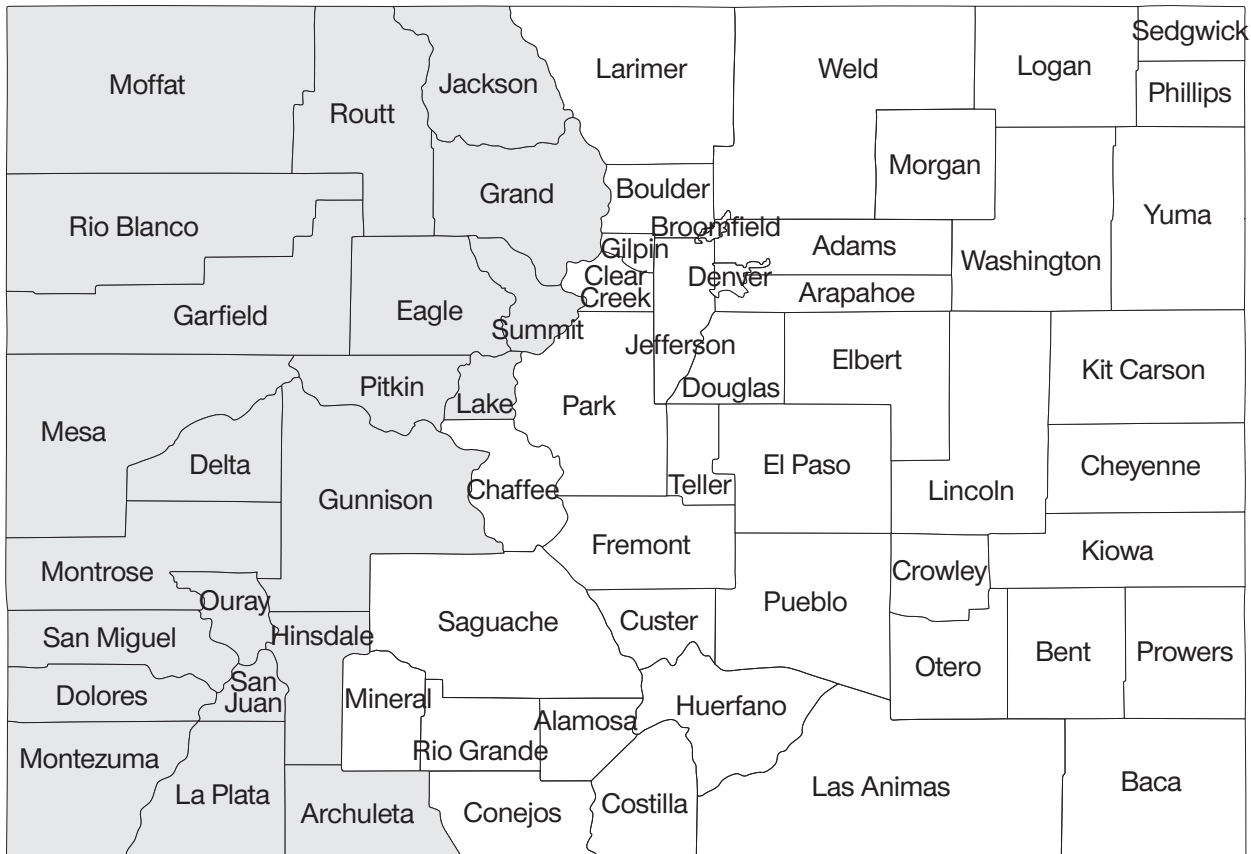 Sedgwick
Moffat
Jackson
Larimer
Weld
Logan
Phillips
Routt
Morgan
Grand
Boulder
Yuma
Rio Blanco
Broomfield
Gilpin
Adams
Washington
Clear
Creek
Denver
Arapahoe
Garfield
Eagle
Summit
Jefferson
Elbert
Kit Carson
Pitkin
Lake
Park
Douglas
Mesa
Delta
Gunnison
Chaffee
Teller
El Paso
Lincoln
Cheyenne
Montrose
Fremont
Crowley
Kiowa
Ouray
San Miguel
Hinsdale
Saguache
Custer
Pueblo
Otero
Bent
Prowers
Dolores
San
Juan
Mineral
Alamosa
Huerfano
Montezuma
Rio Grande
La Plata
Archuleta
Conejos
Costilla
Las Animas
Baca